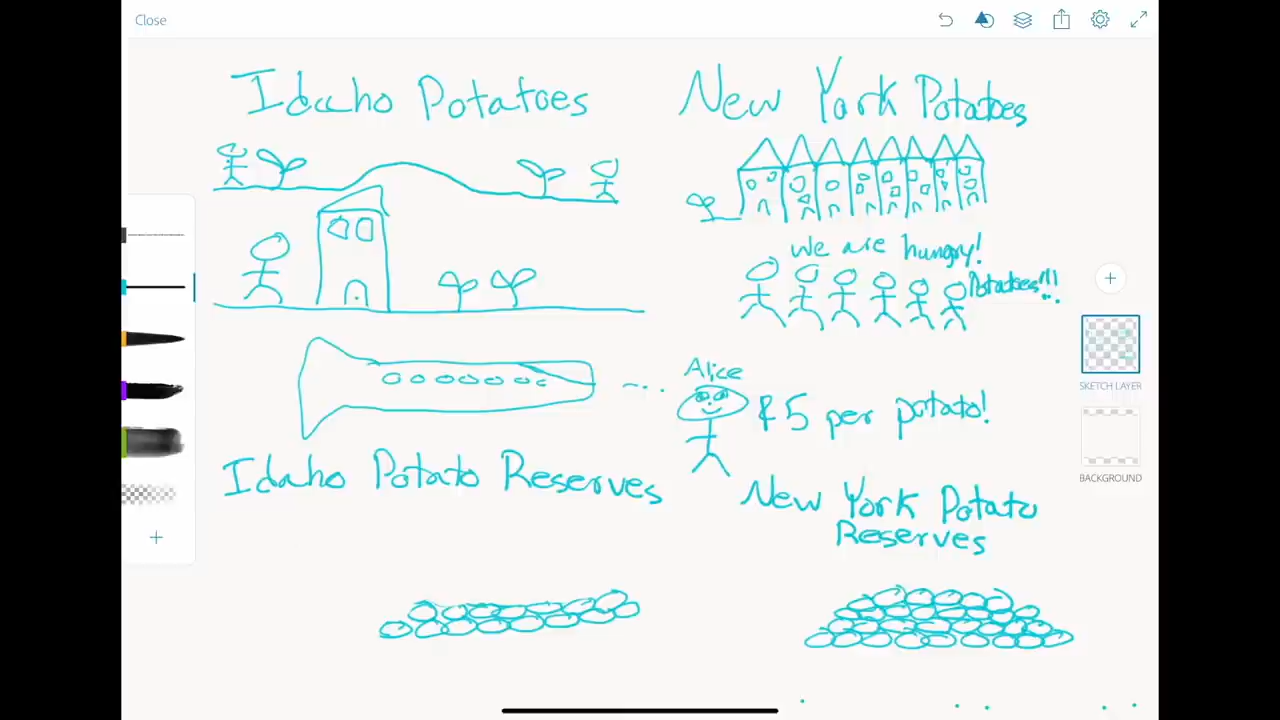 Close
Idaho Potatoes
New York Potatoes
we are hungry!
Potatoes!!!
Alice
$5 per potato!
Idaho Potato Reserves
New York Potato
Reserves
SKETCH LAYER
BACKGROUND